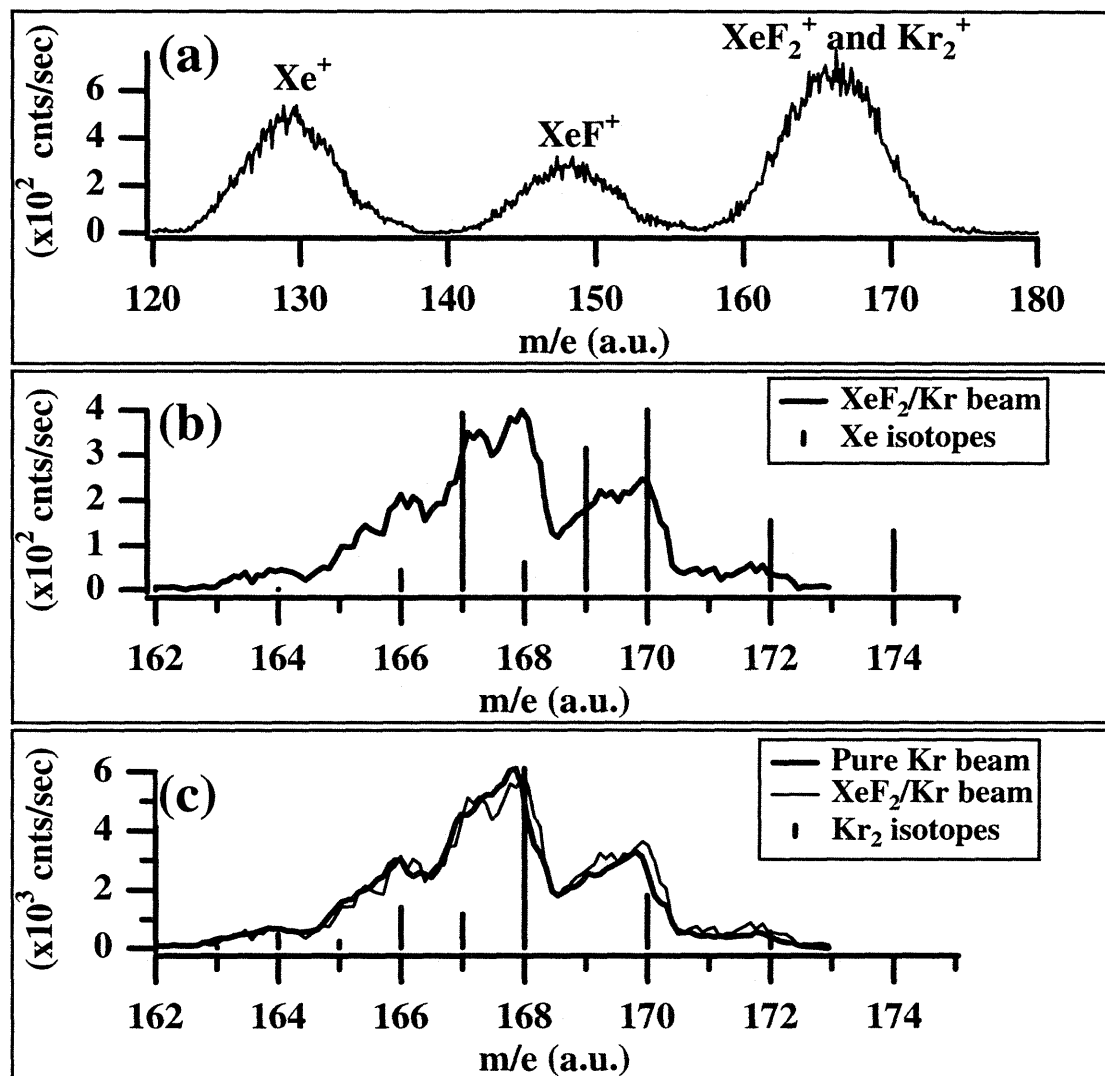 (a)
Xe⁺
XeF⁺
XeF₂⁺ and Kr₂⁺
(x10² cnts/sec)
6
4
2
0
120 130 140 150 160 170 180
m/e (a.u.)
(b)
XeF₂/Kr beam
Xe isotopes
(x10² cnts/sec)
4
3
2
1
0
162 164 166 168 170 172 174
m/e (a.u.)
(c)
Pure Kr beam
XeF₂/Kr beam
Kr₂ isotopes
(x10³ cnts/sec)
6
4
2
0
162 164 166 168 170 172 174
m/e (a.u.)